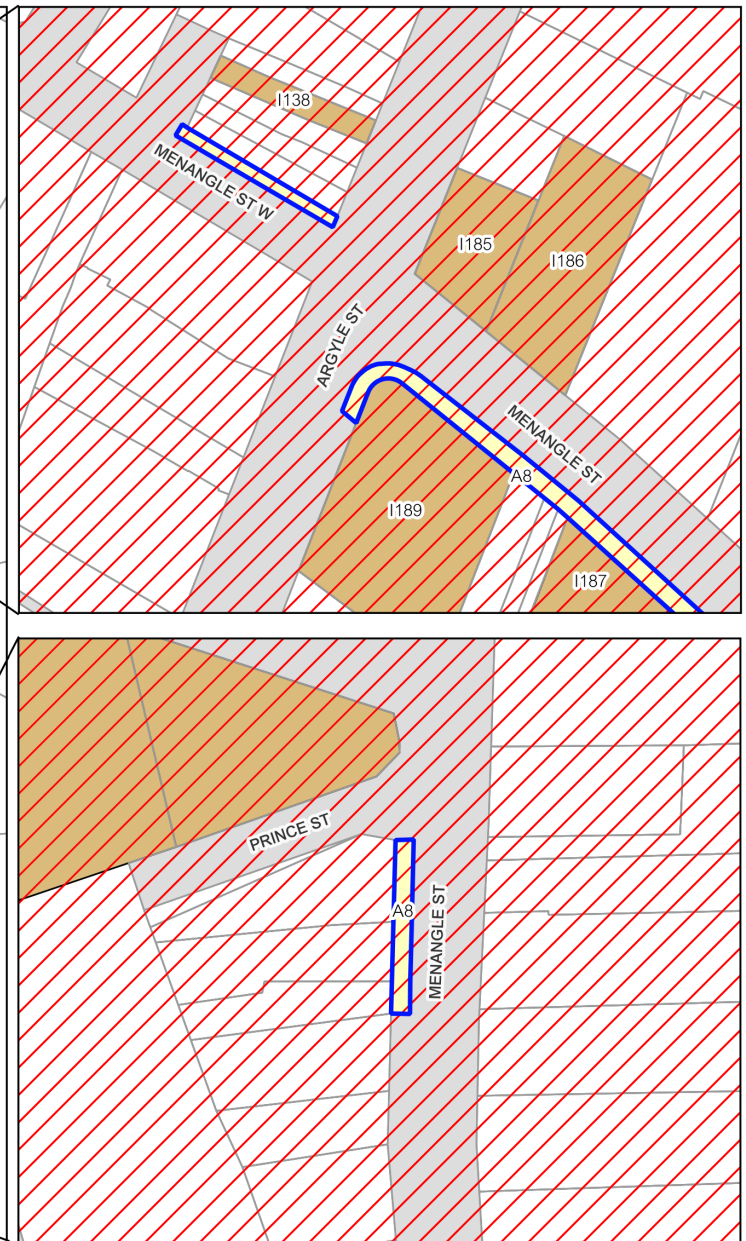 I138
MENANGLE ST W
I185
I186
ARGYLE ST
MENANGLE ST
A8
I189
I187
PRINCE ST
A8
MENANGLE ST